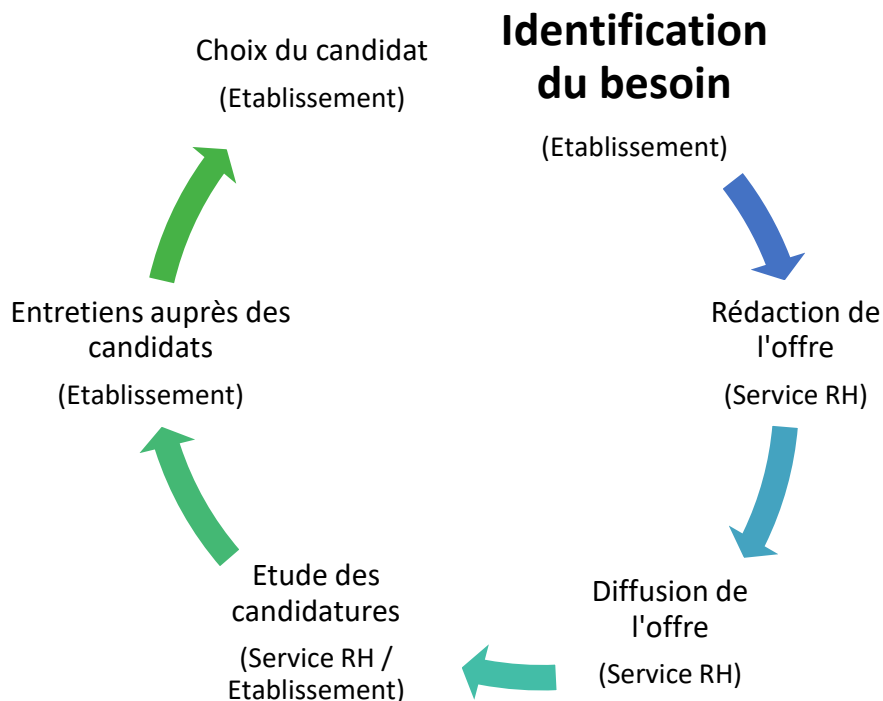 Identification
du besoin
(Etablissement)
Rédaction de
l'offre
(Service RH)
Diffusion de
l'offre
(Service RH)
Etude des
candidatures
(Service RH /
Etablissement)
Entretiens auprès des
candidats
(Etablissement)
Choix du candidat
(Etablissement)